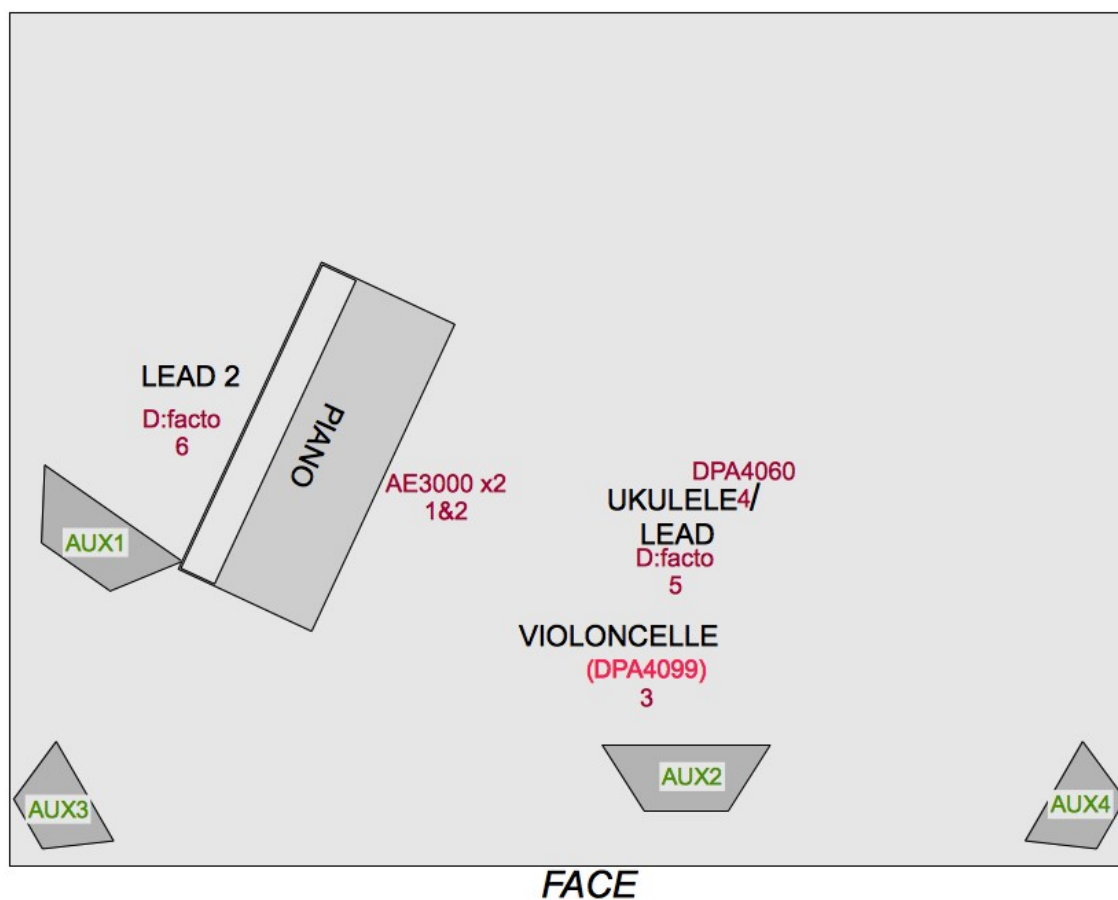 LEAD 2
D:facto
6
AUX1
PIANO
AE3000 x2
1&2
DPA4060
UKULELE4/
LEAD
D:facto
5
VIOLONCELLE
(DPA4099)
3
AUX3
AUX2
AUX4
FACE